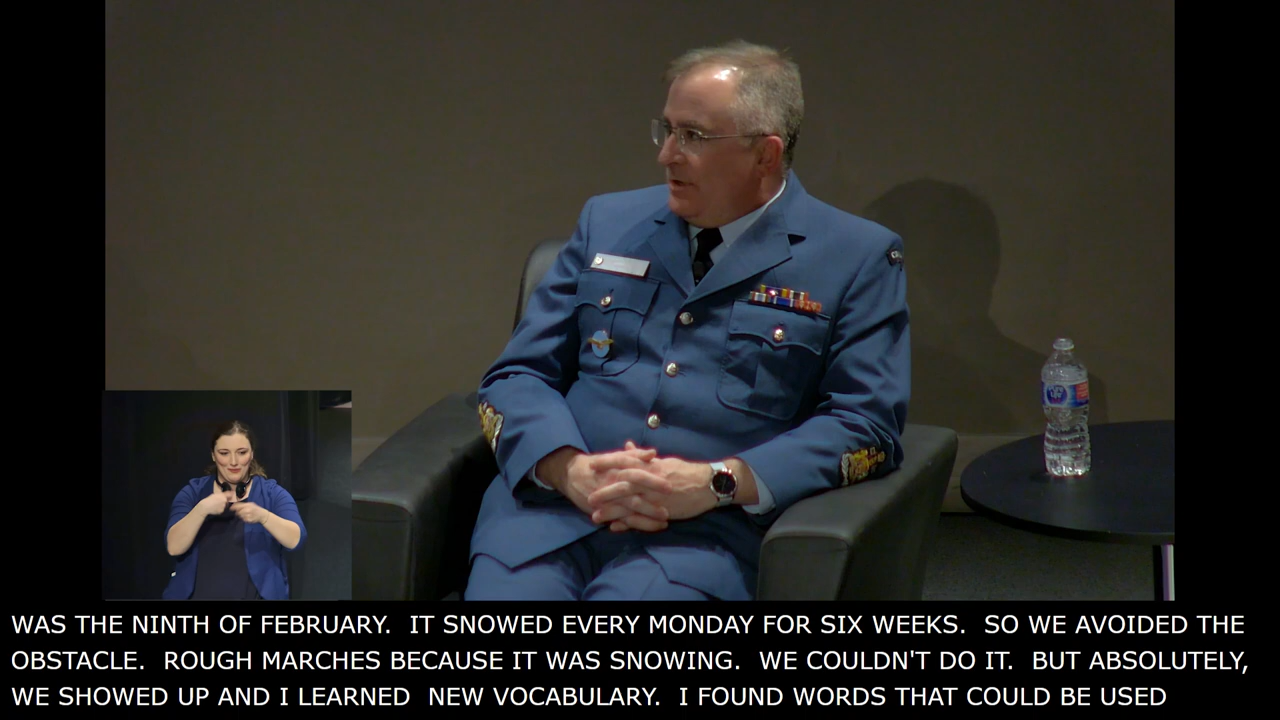 WAS THE NINTH OF FEBRUARY.  IT SNOWED EVERY MONDAY FOR SIX WEEKS.  SO WE AVOIDED THE
OBSTACLE.  ROUGH MARCHES BECAUSE IT WAS SNOWING.  WE COULDN'T DO IT.  BUT ABSOLUTELY,
WE SHOWED UP AND I LEARNED  NEW VOCABULARY.  I FOUND WORDS THAT COULD BE USED